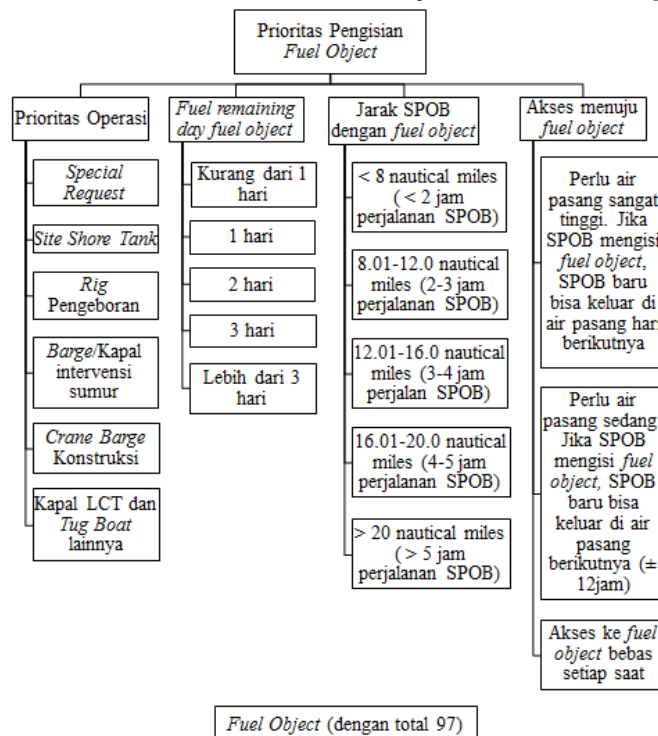 Prioritas Pengisian
Fuel Object
Prioritas Operasi
Special
Request
Site Shore Tank
Rig
Pengeboran
Barge/Kapal
intervensi
sumur
Crane Barge
Konstruksi
Kapal LCT dan
Tug Boat
lainnya
Fuel remaining
day fuel object
Kurang dari 1
hari
1 hari
2 hari
3 hari
Lebih dari 3
hari
Jarak SPOB
dengan fuel object
< 8 nautical miles
(< 2 jam
perjalanan SPOB)
8.01-12.0 nautical
miles (2-3 jam
perjalanan SPOB)
12.01-16.0 nautical
miles (3-4 jam
perjalan SPOB)
16.01-20.0 nautical
miles (4-5 jam
perjalanan SPOB)
> 20 nautical miles
(> 5 jam
perjalanan SPOB)
Akses menuju
fuel object
Perlu air
pasang sangat
tinggi. Jika
SPOB mengisi
fuel object,
SPOB baru
bisa keluar di
air pasang hari
berikutnya
Perlu air
pasang sedang.
Jika SPOB
mengisi fuel
object, SPOB
baru bisa
keluar di air
pasang
berikutnya (±
12jam)
Akses ke fuel
object bebas
setiap saat
Fuel Object (dengan total 97)